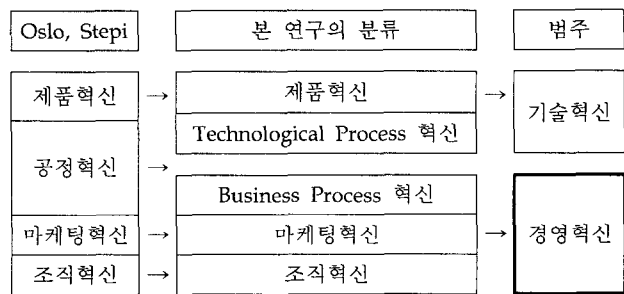 Oslo, Stepi 본 연구의 분류 범주
제품혁신 → 제품혁신 → 기술혁신
Technological Process 혁신
공정혁신 →
Business Process 혁신
마케팅혁신 → 마케팅혁신 → 경영혁신
조직혁신 → 조직혁신